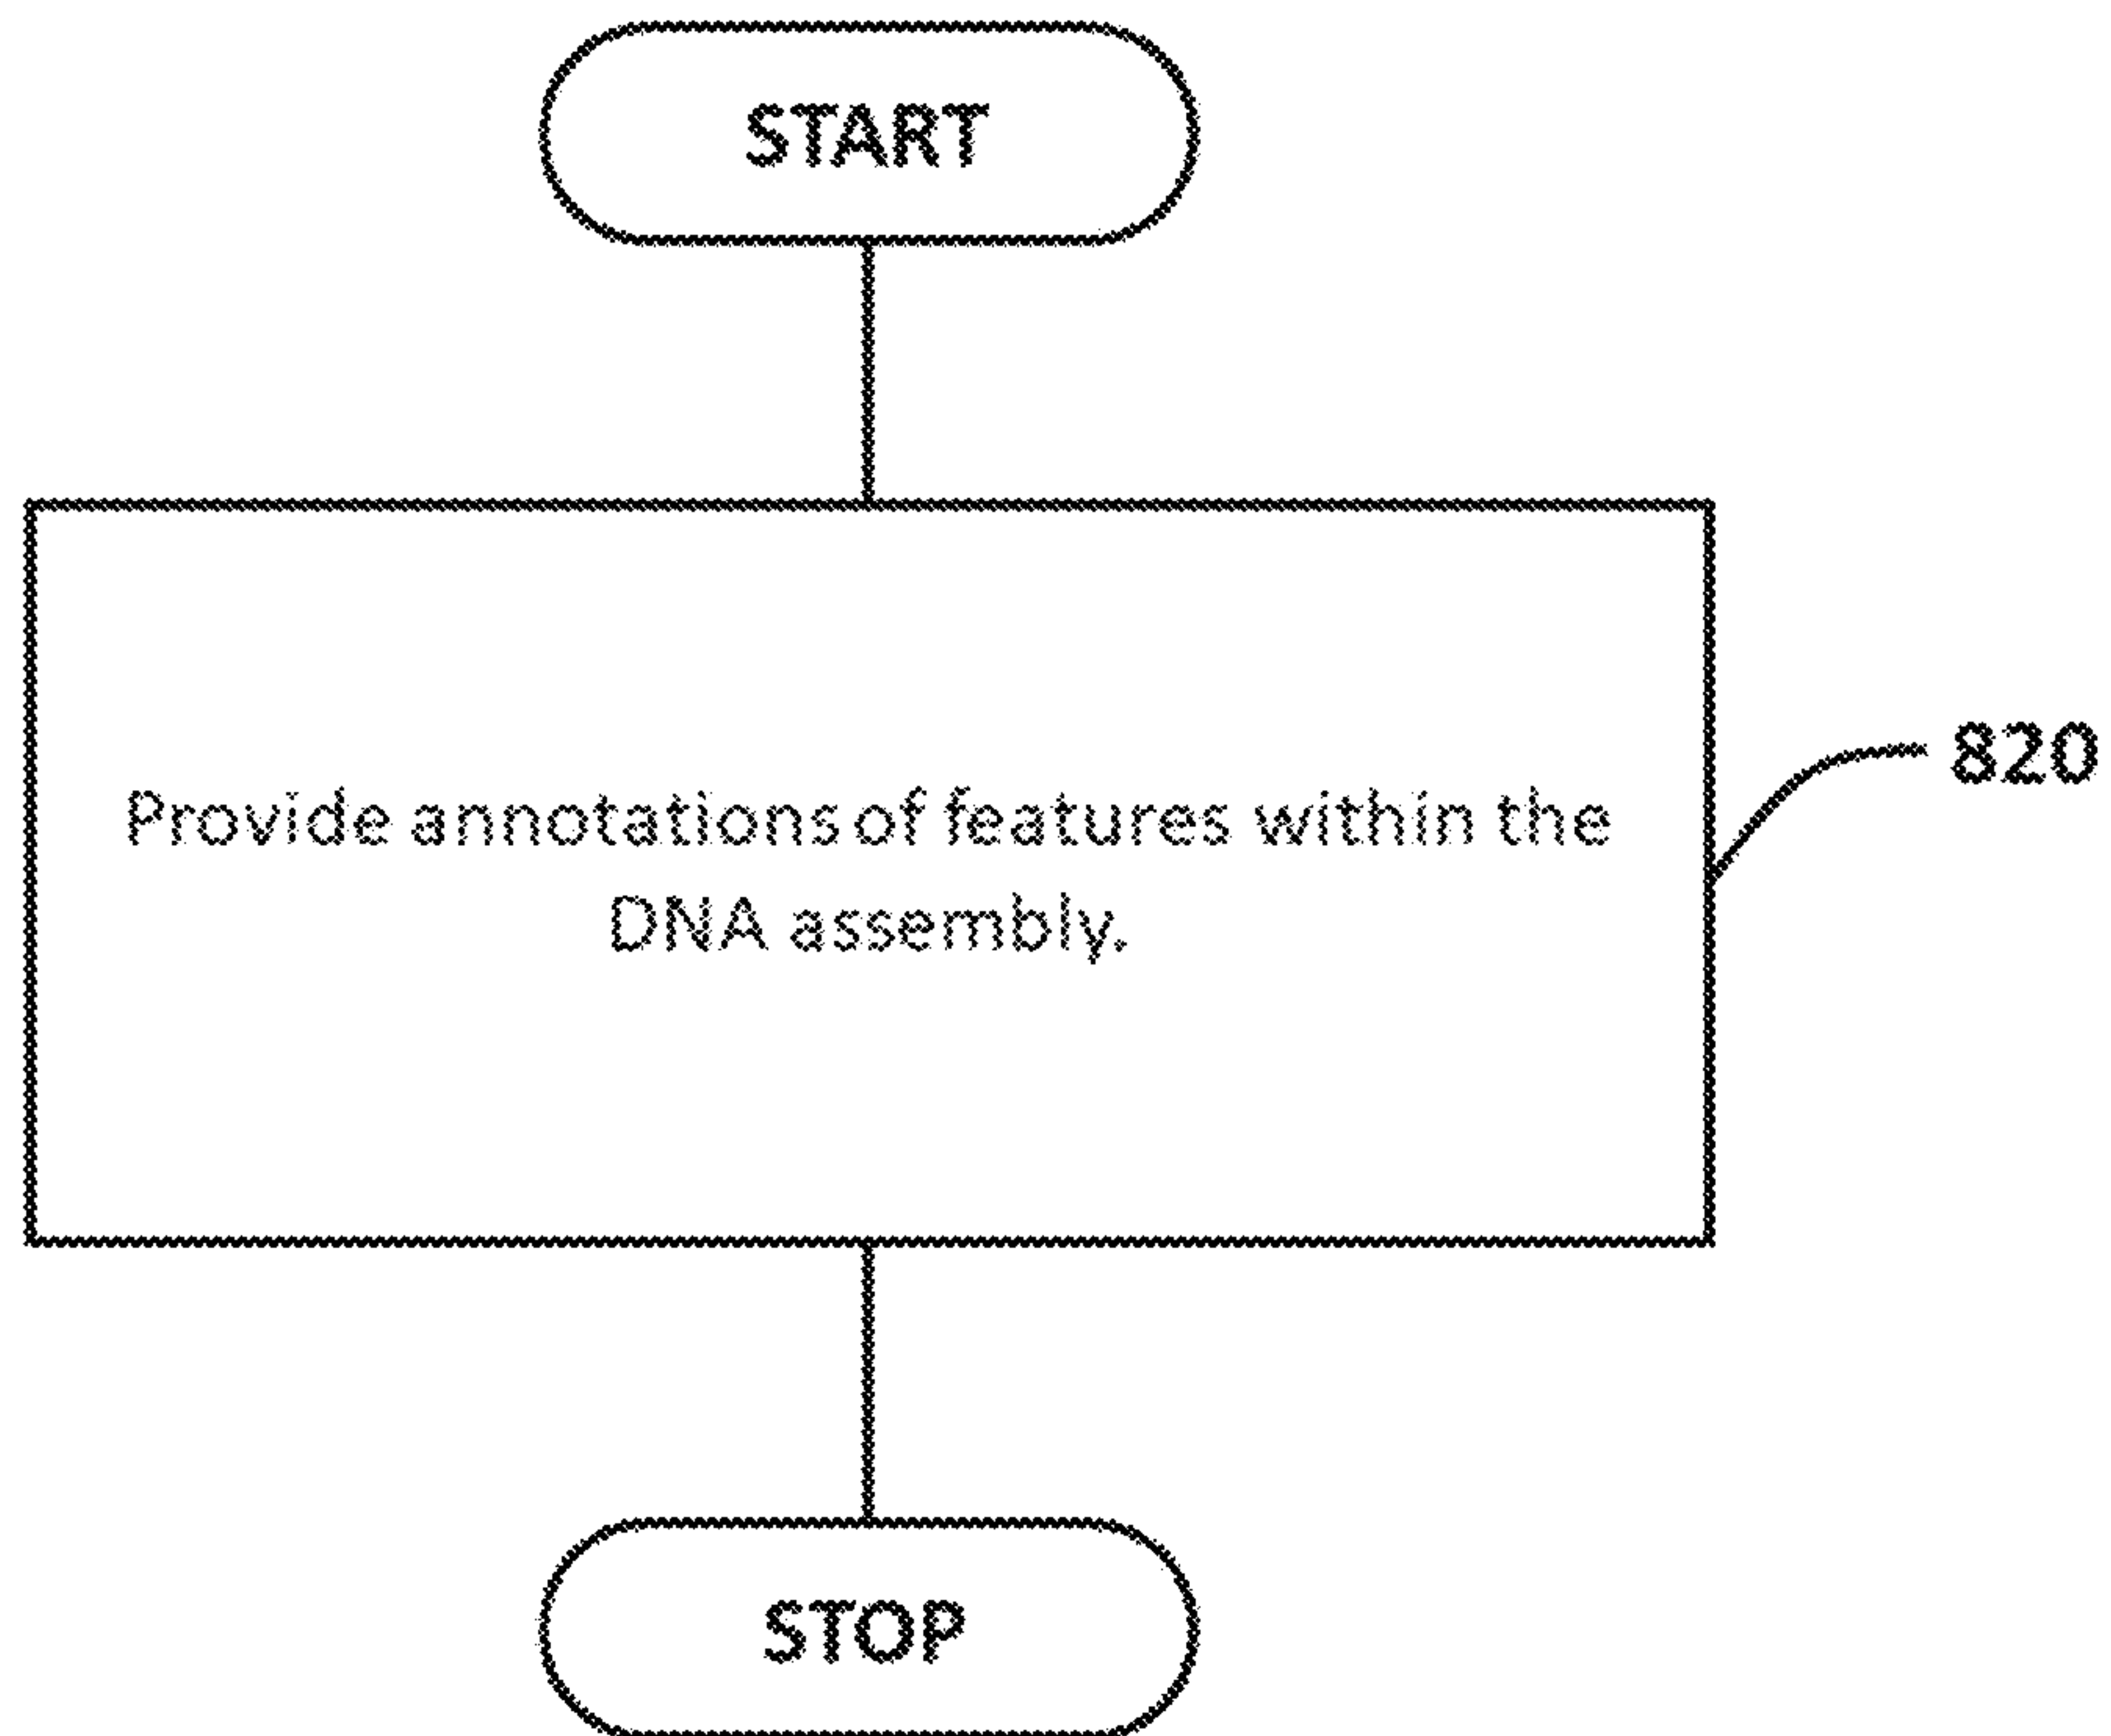 START
820
Provide annotations of features within the
DNA assembly.
STOP